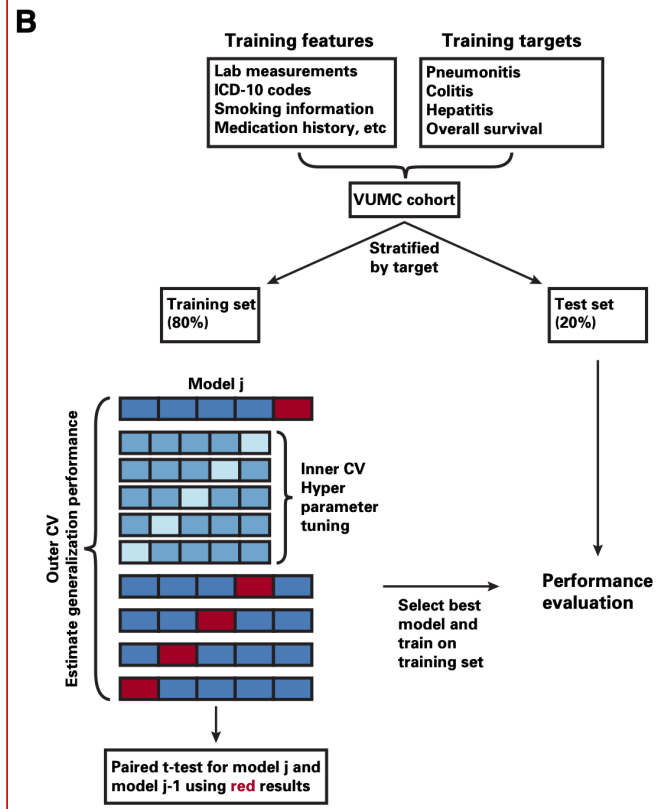 B
Training features
Training targets
Lab measurements
ICD-10 codes
Smoking information
Medication history, etc
Pneumonitis
Colitis
Hepatitis
Overall survival
VUMC cohort
Stratified
by target
Training set
(80%)
Test set
(20%)
Model j
Outer CV
Estimate generalization performance
Inner CV
Hyper
parameter
tuning
Select best
model and
train on
training set
Performance
evaluation
Paired t-test for model j and
model j-1 using red results